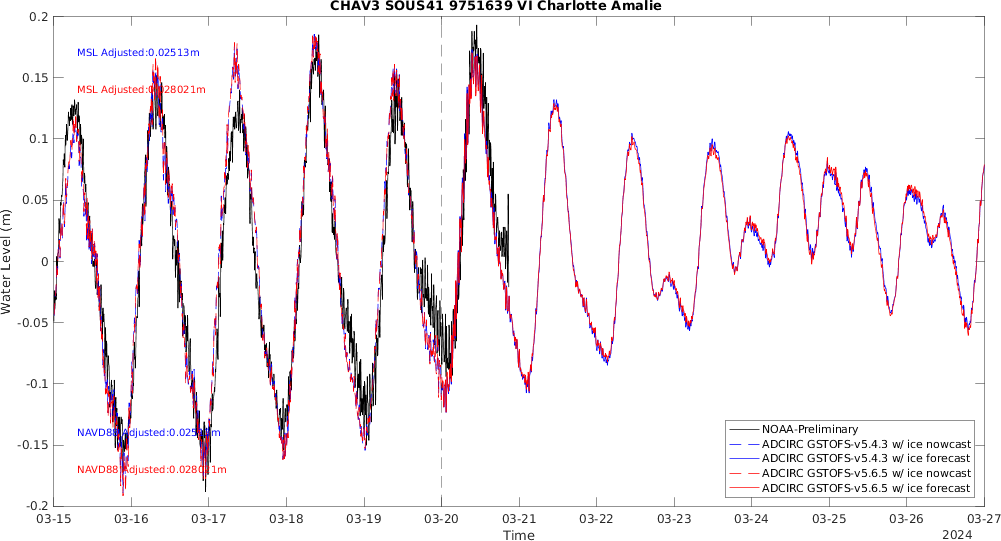 CHAV3 SOUS41 9751639 VI Charlotte Amalie
0.2
0.15
0.1
0.05
0
-0.05
-0.1
-0.15
-0.2
Water Level (m)
MSL Adjusted:0.02513m
MSL Adjusted:0.028021m
NAVD88 Adjusted:0.02513m
NAVD88 Adjusted:0.028021m
NOAA-Preliminary
ADCIRC GSTOFS-v5.4.3 w/ ice nowcast
ADCIRC GSTOFS-v5.4.3 w/ ice forecast
ADCIRC GSTOFS-v5.6.5 w/ ice nowcast
ADCIRC GSTOFS-v5.6.5 w/ ice forecast
03-15 03-16 03-17 03-18 03-19 03-20 03-21 03-22 03-23 03-24 03-25 03-26 03-27
Time
2024